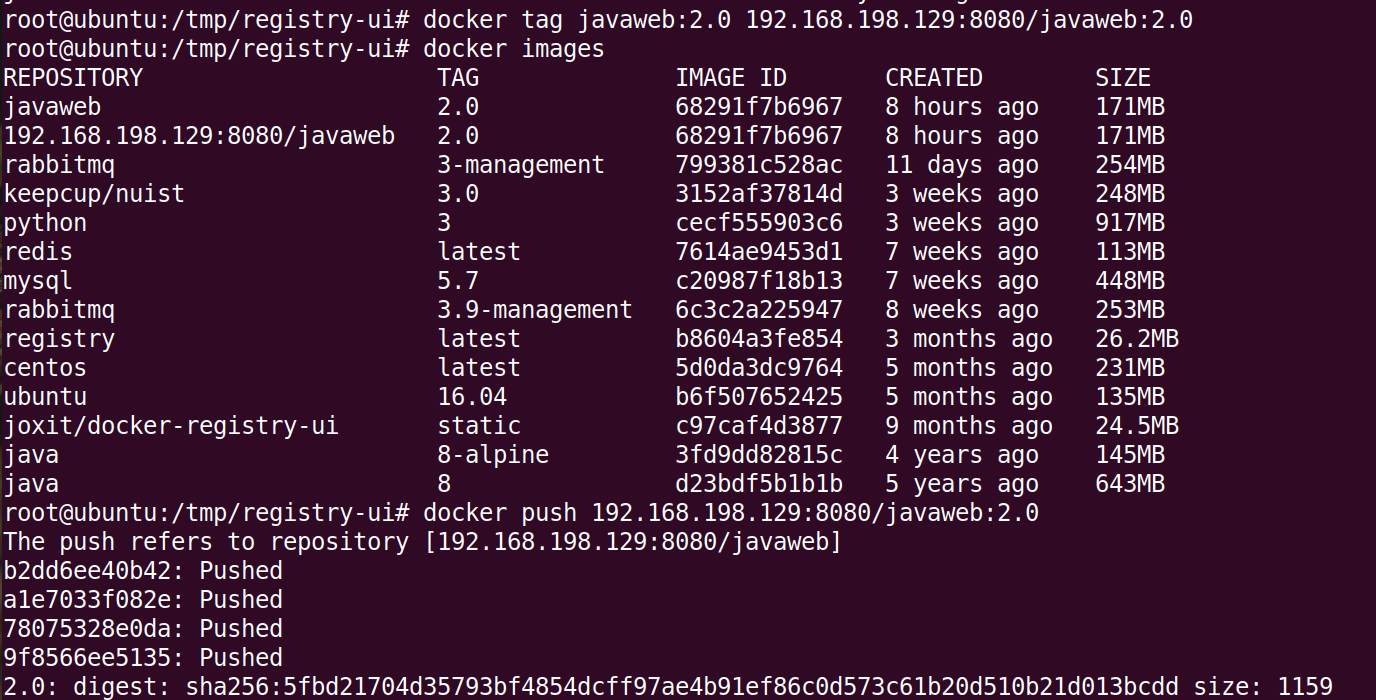 root@ubuntu:/tmp/registry-ui# docker tag javaweb:2.0 192.168.198.129:8080/javaweb:2.0
root@ubuntu:/tmp/registry-ui# docker images
REPOSITORY TAG IMAGE ID CREATED SIZE
javaweb 2.0 68291f7b6967 8 hours ago 171MB
192.168.198.129:8080/javaweb 2.0 68291f7b6967 8 hours ago 171MB
rabbitmq 3-management 799381c528ac 11 days ago 254MB
keepcup/nuist 3.0 3152af37814d 3 weeks ago 248MB
python 3 cecf555903c6 3 weeks ago 917MB
redis latest 7614ae9453d1 7 weeks ago 113MB
mysql 5.7 c20987f18b13 7 weeks ago 448MB
rabbitmq 3.9-management 6c3c2a225947 8 weeks ago 253MB
registry latest b8604a3fe854 3 months ago 26.2MB
centos latest 5d0da3dc9764 5 months ago 231MB
ubuntu 16.04 b6f507652425 5 months ago 135MB
joxit/docker-registry-ui static c97caf4d3877 9 months ago 24.5MB
java 8-alpine 3fd9dd82815c 4 years ago 145MB
java 8 d23bdf5b1b1b 5 years ago 643MB
root@ubuntu:/tmp/registry-ui# docker push 192.168.198.129:8080/javaweb:2.0
The push refers to repository [192.168.198.129:8080/javaweb]
b2dd6ee40b42: Pushed
a1e7033f082e: Pushed
78075328e0da: Pushed
9f8566ee5135: Pushed
2.0: digest: sha256:5fbd21704d35793bf4854dcff97ae4b91ef86c0d573c61b20d510b21d013bcdd size: 1159